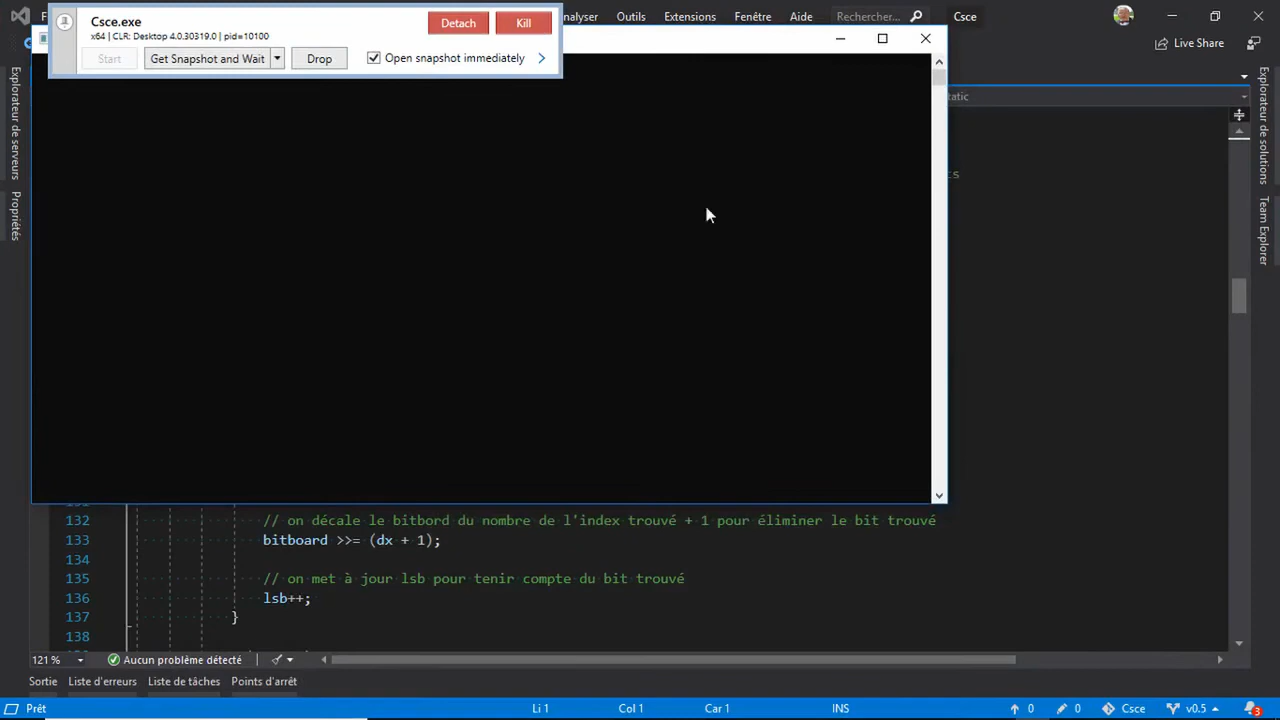 Csce.exe
Detach
Kill
x64 | CLR: Desktop 4.0.30319.0 | pid=10100
Start
Get Snapshot and Wait
Drop
Open snapshot immediately
nalyser
Outils
Extensions
Fenêtre
Aide
Rechercher...
Csce
Live Share
Explorateur de serveurs
Propriétés
Explorateur de solutions
Team Explorer
tatic
ts
132 // on décale le bitbord du nombre de l'index trouvé + 1 pour éliminer le bit trouvé
133 bitboard >>= (dx + 1);
134
135 // on met à jour lsb pour tenir compte du bit trouvé
136 lsb++;
137 }
138
121 %
Aucun problème détecté
Sortie
Liste d'erreurs
Liste de tâches
Points d'arrêt
Prêt
Li 1
Col 1
Car 1
INS
0
0
Csce
v0.5
3